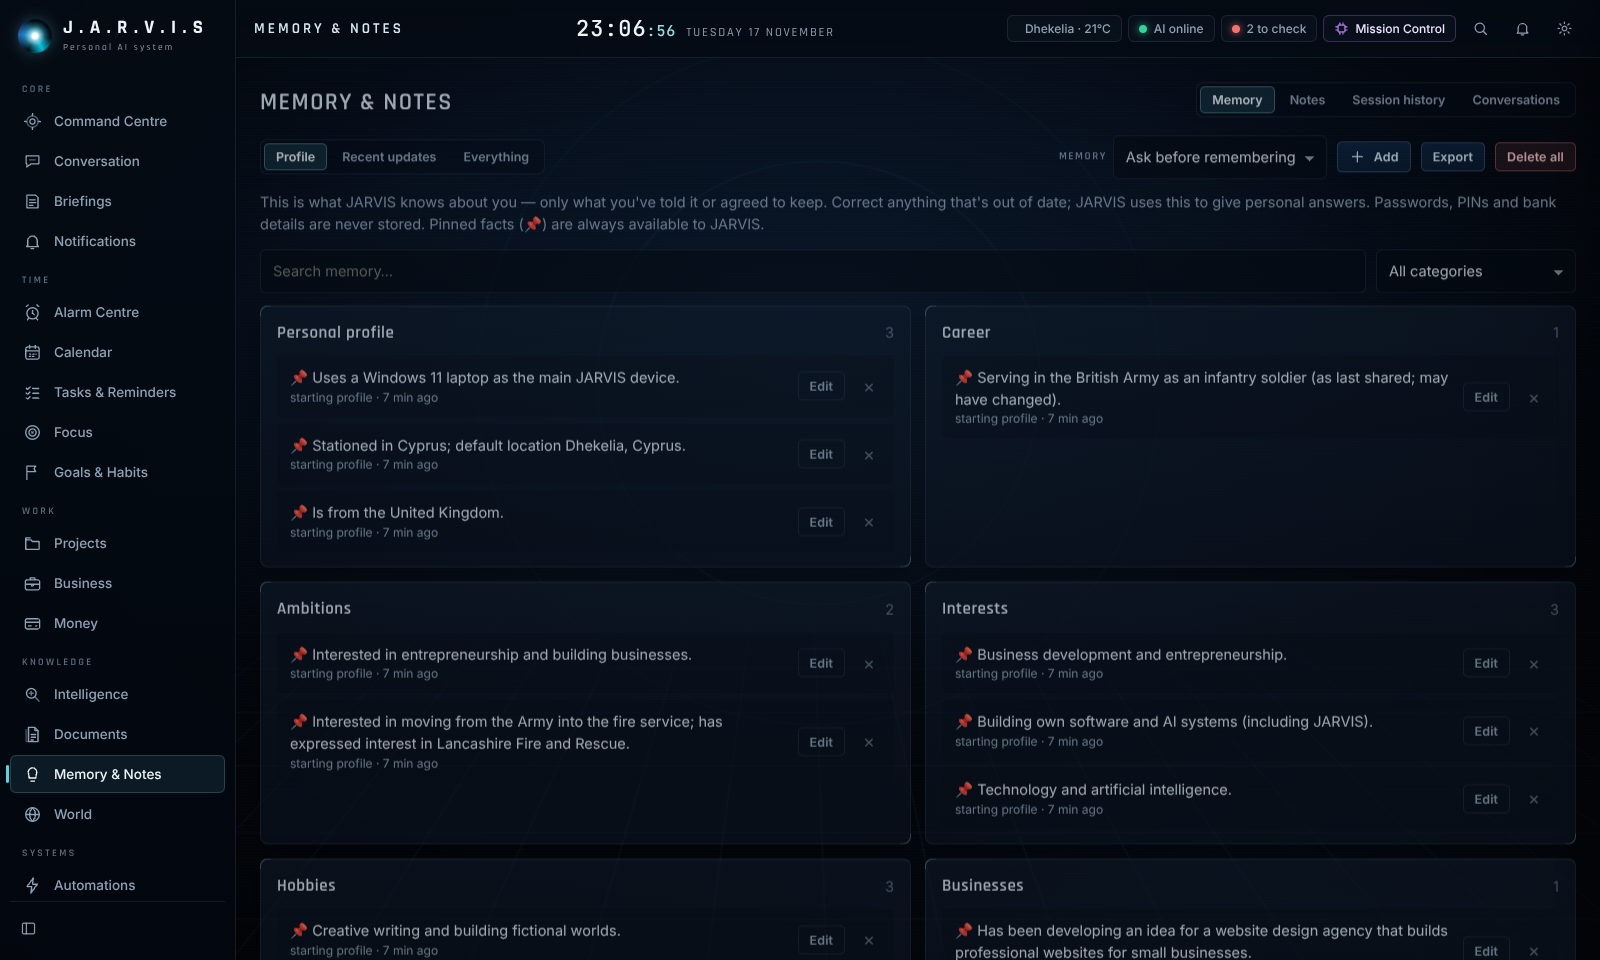 J.A.R.V.I.S
Personal AI system
MEMORY & NOTES
23:06:56 TUESDAY 17 NOVEMBER
Dhekelia · 21°C
AI online
2 to check
Mission Control
CORE
Command Centre
Conversation
Briefings
Notifications
TIME
Alarm Centre
Calendar
Tasks & Reminders
Focus
Goals & Habits
WORK
Projects
Business
Money
KNOWLEDGE
Intelligence
Documents
Memory & Notes
World
SYSTEMS
Automations
MEMORY & NOTES
Memory Notes Session history Conversations
Profile Recent updates Everything
MEMORY Ask before remembering + Add Export Delete all
This is what JARVIS knows about you — only what you've told it or agreed to keep. Correct anything that's out of date; JARVIS uses this to give personal answers. Passwords, PINs and bank
details are never stored. Pinned facts (📌) are always available to JARVIS.
Search memory...
All categories
Personal profile 3
📌 Uses a Windows 11 laptop as the main JARVIS device.
starting profile · 7 min ago
Edit ×
📌 Stationed in Cyprus; default location Dhekelia, Cyprus.
starting profile · 7 min ago
Edit ×
📌 Is from the United Kingdom.
starting profile · 7 min ago
Edit ×
Career 1
📌 Serving in the British Army as an infantry soldier (as last shared; may
have changed).
starting profile · 7 min ago
Edit ×
Ambitions 2
📌 Interested in entrepreneurship and building businesses.
starting profile · 7 min ago
Edit ×
📌 Interested in moving from the Army into the fire service; has
expressed interest in Lancashire Fire and Rescue.
starting profile · 7 min ago
Edit ×
Interests 3
📌 Business development and entrepreneurship.
starting profile · 7 min ago
Edit ×
📌 Building own software and AI systems (including JARVIS).
starting profile · 7 min ago
Edit ×
📌 Technology and artificial intelligence.
starting profile · 7 min ago
Edit ×
Hobbies 3
📌 Creative writing and building fictional worlds.
starting profile · 7 min ago
Edit ×
Businesses 1
📌 Has been developing an idea for a website design agency that builds
professional websites for small businesses.
Edit ×